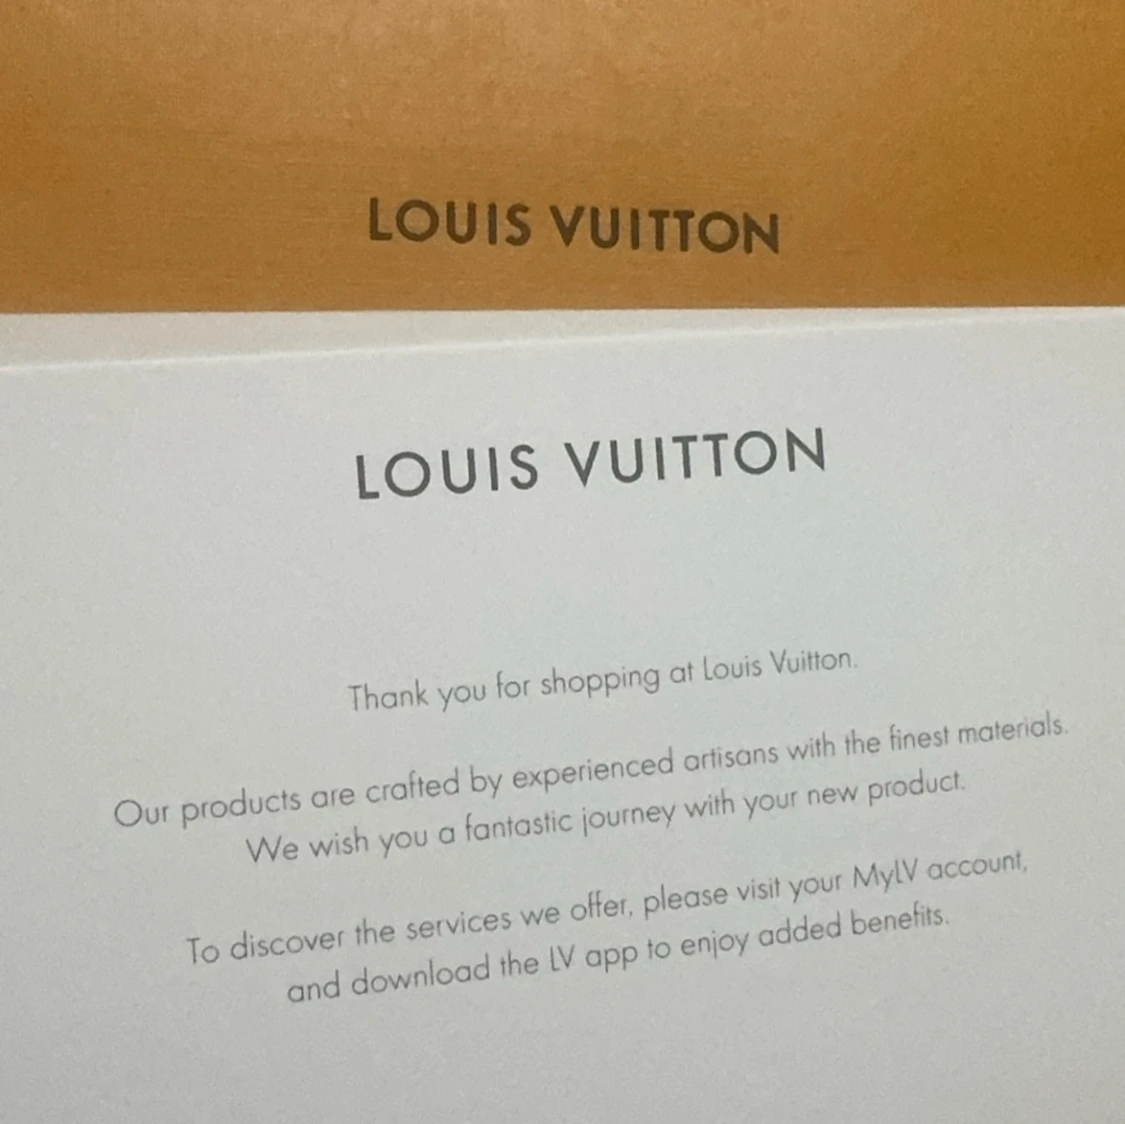 LOUIS VUITTON
LOUIS VUITTON
Thank you for shopping at Louis Vuitton.
Our products are crafted by experienced artisans with the finest materials.
We wish you a fantastic journey with your new product.
To discover the services we offer, please visit your MyLV account,
and download the LV app to enjoy added benefits.